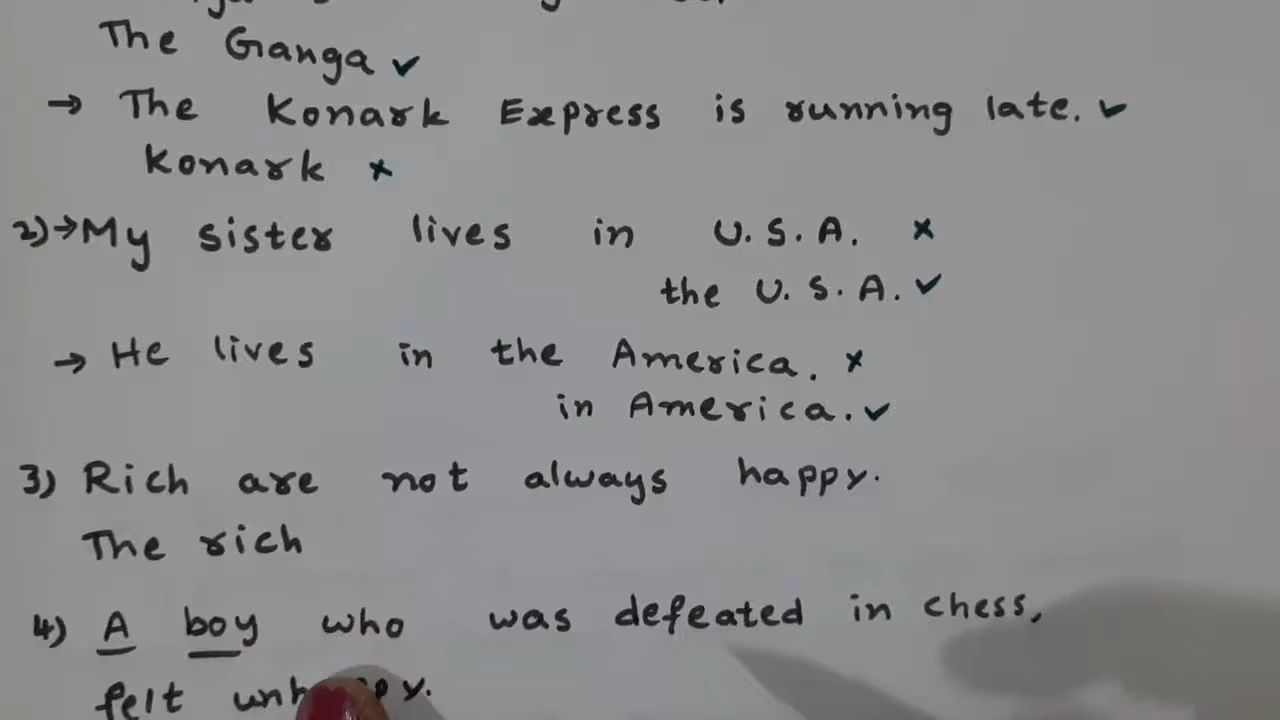 The Ganga ✓
→ The Konark Express is running late. ✓
Konark ×
2) → My sister lives in U.S.A. ×
the U.S.A. ✓
→ He lives in the America. ×
in America. ✓
3) Rich are not always happy.
The rich
4) A boy who was defeated in chess,
felt